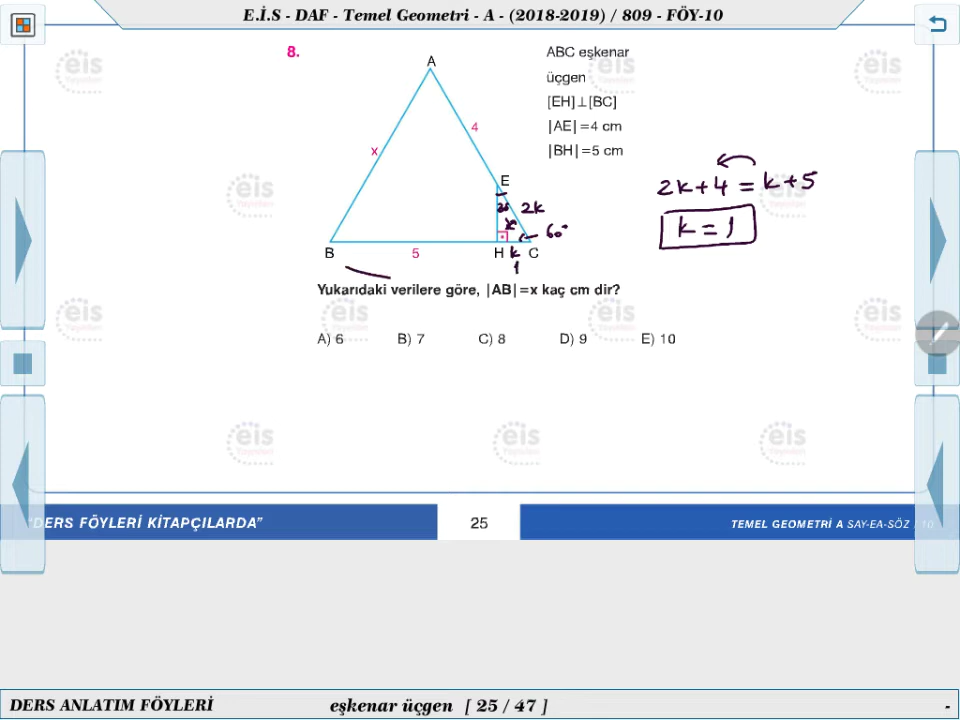 E.İ.S - DAF - Temel Geometri - A - (2018-2019) / 809 - FÖY-10
8.
ABC eşkenar
üçgen
[EH]⊥[BC]
|AE|=4 cm
|BH|=5 cm
A
4
x
E
2k
60°
B
5
H
k
C
1
2k+4 = k+5
k = 1
Yukarıdaki verilere göre, |AB|=x kaç cm dir?
A) 6 B) 7 C) 8 D) 9 E) 10
eis
Yayınları
"DERS FÖYLERİ KİTAPÇILARDA"
25
TEMEL GEOMETRİ A SAY-EA-SÖZ / 10
DERS ANLATIM FÖYLERİ
eşkenar üçgen [ 25 / 47 ]
-